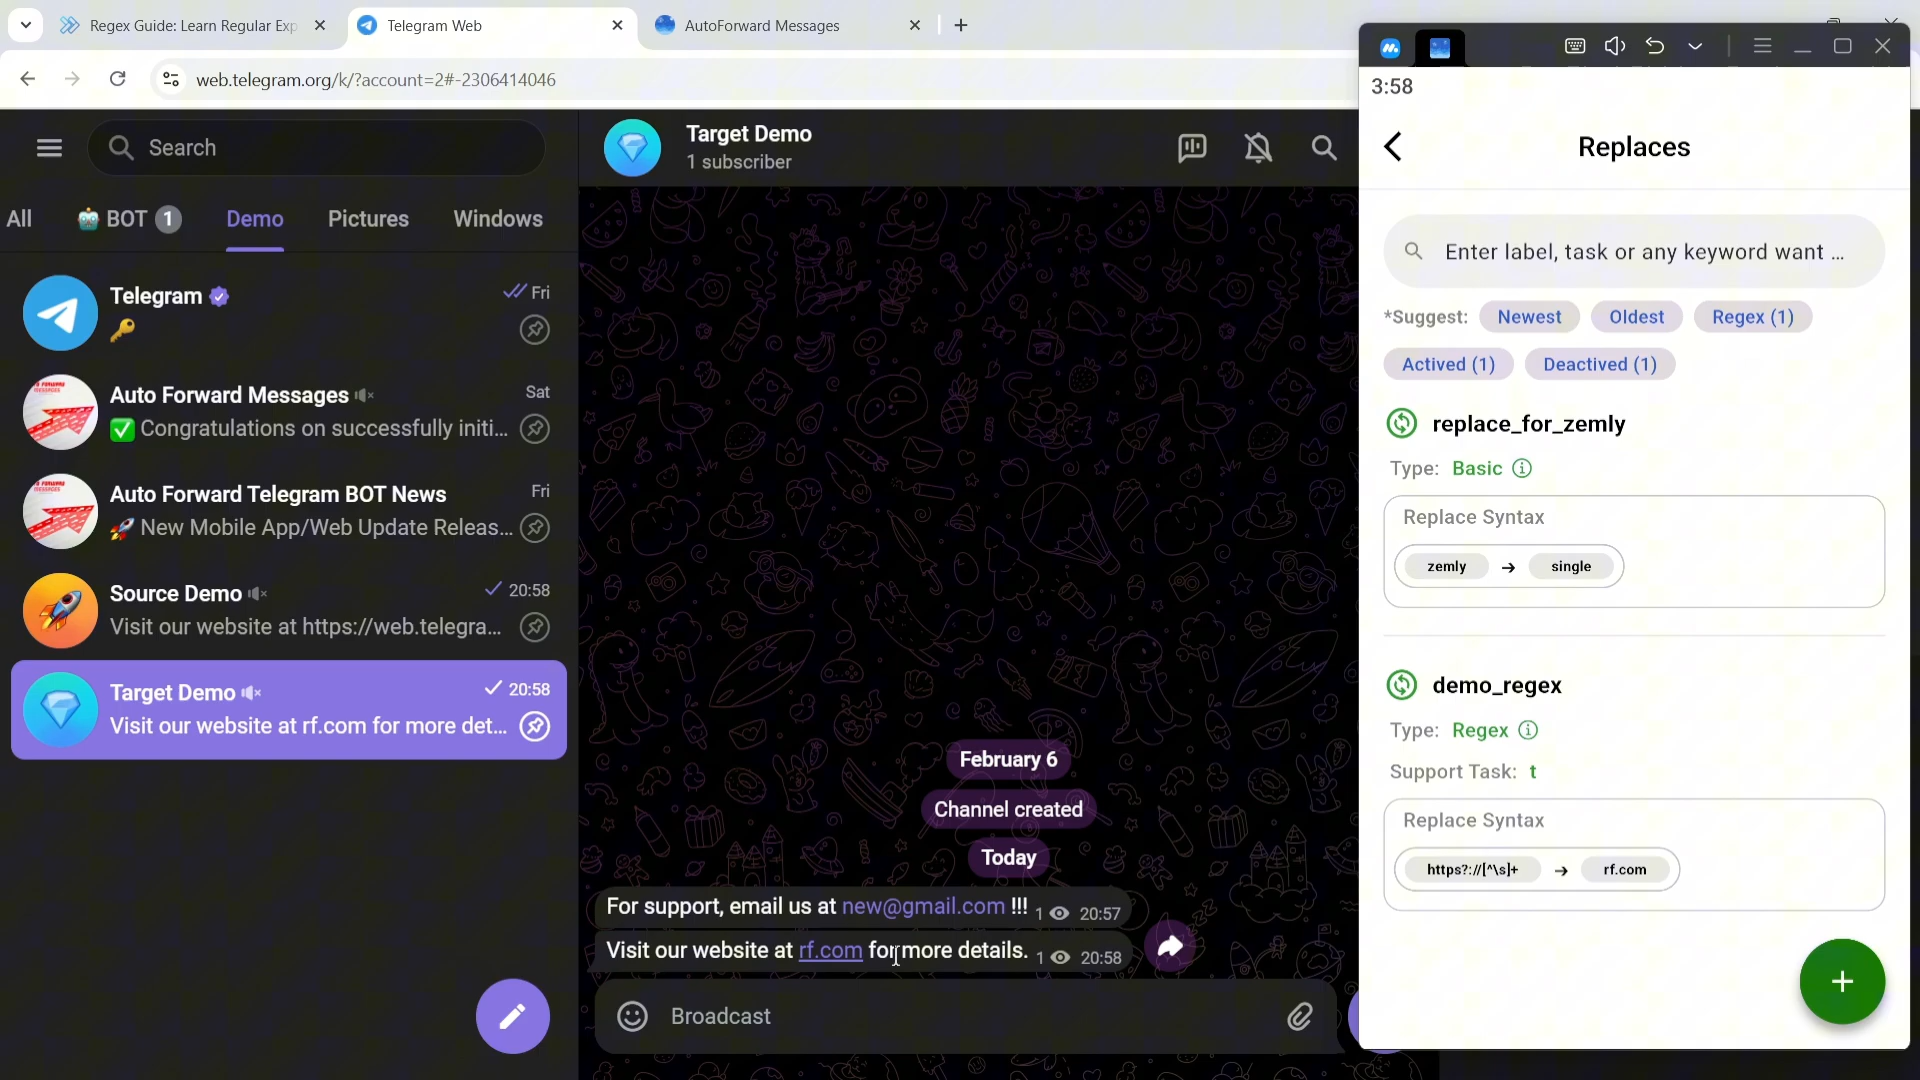 Regex Guide: Learn Regular Exp
Telegram Web
AutoForward Messages
web.telegram.org/k/?account=2#-2306414046
Search
All
BOT 1
Demo
Pictures
Windows
Telegram
Fri
Auto Forward Messages
Sat
Congratulations on successfully initi...
Auto Forward Telegram BOT News
Fri
New Mobile App/Web Update Releas...
Source Demo
20:58
Visit our website at https://web.telegra...
Target Demo
20:58
Visit our website at rf.com for more det...
Target Demo
1 subscriber
February 6
Channel created
Today
For support, email us at new@gmail.com !!! 1 20:57
Visit our website at rf.com for more details. 1 20:58
Broadcast
3:58
Replaces
Enter label, task or any keyword want ...
*Suggest: Newest Oldest Regex (1)
Actived (1) Deactived (1)
replace_for_zemly
Type: Basic
Replace Syntax
zemly → single
demo_regex
Type: Regex
Support Task: t
Replace Syntax
https?://[^\s]+ → rf.com